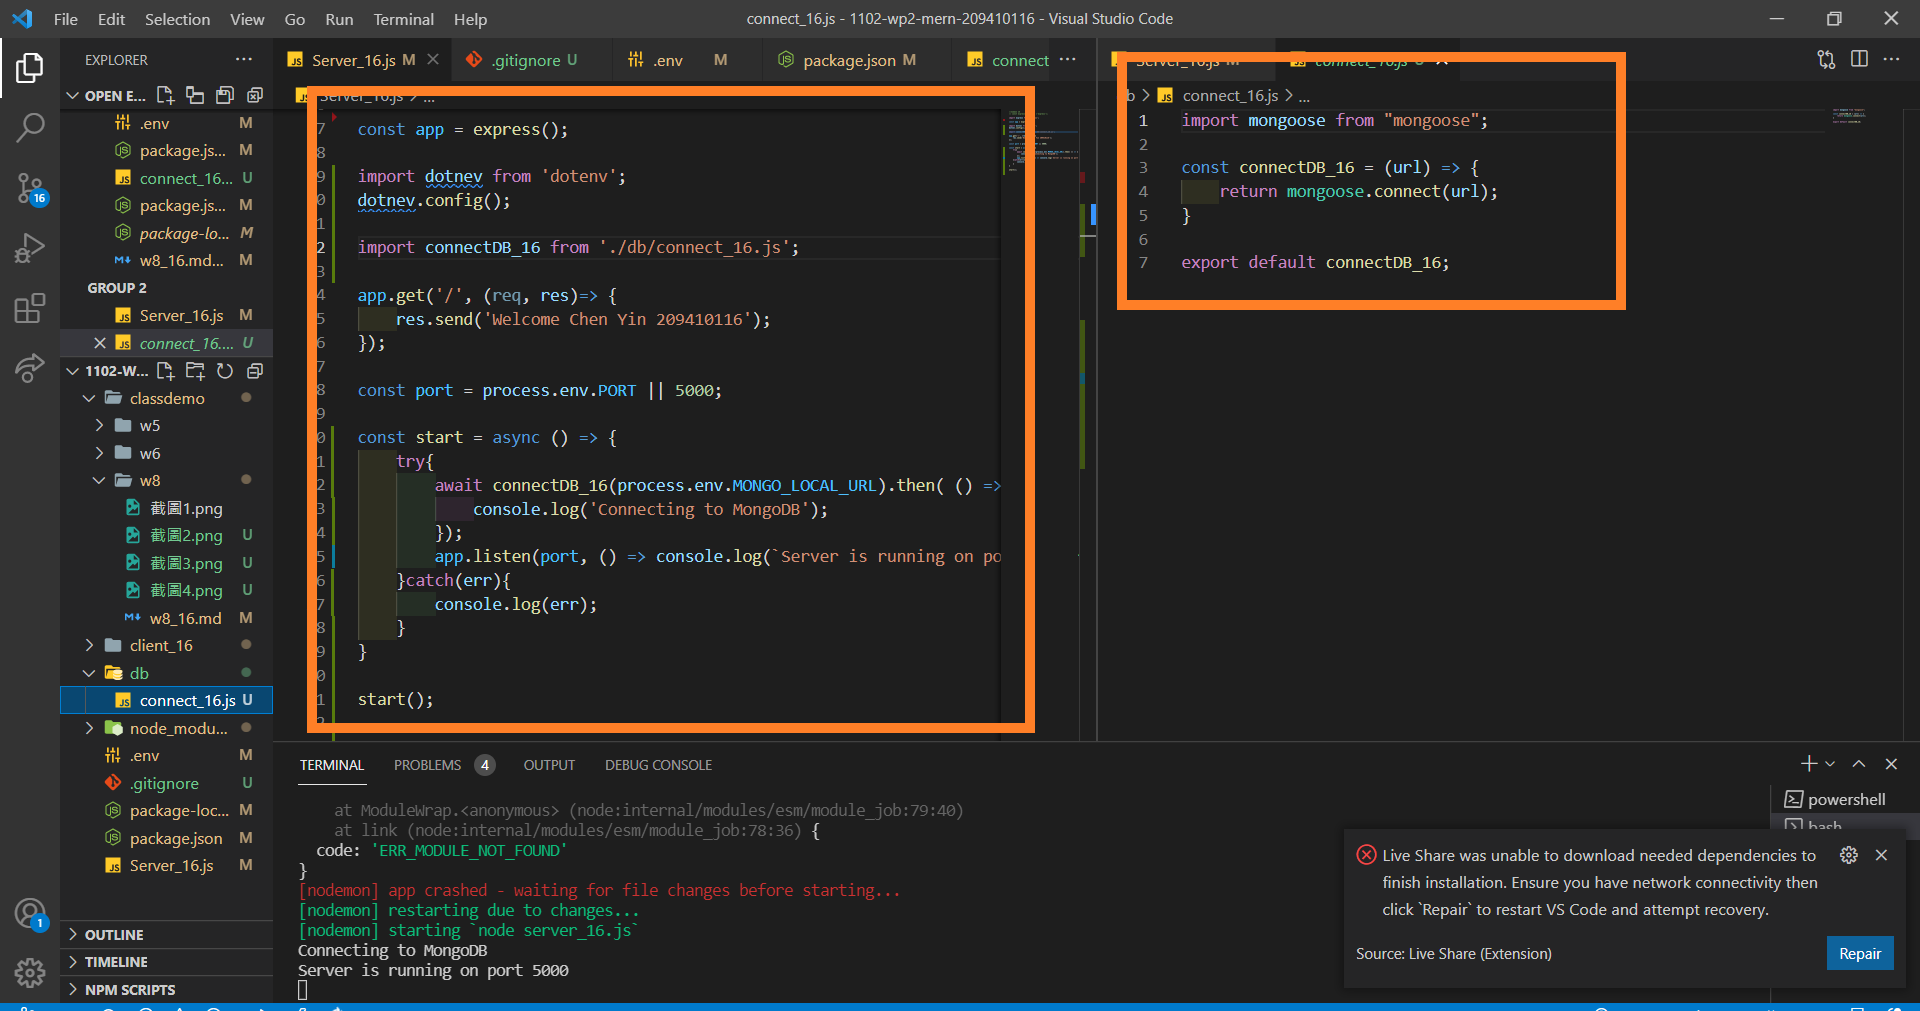 File Edit Selection View Go Run Terminal Help
connect_16.js - 1102-wp2-mern-209410116 - Visual Studio Code
EXPLORER
OPEN E...
.env M
package.js... M
connect_16... U
package.js... M
package-lo... M
w8_16.md... M
GROUP 2
Server_16.js M
connect_16.... U
1102-W...
classdemo
w5
w6
w8
截圖1.png
截圖2.png U
截圖3.png U
截圖4.png U
w8_16.md M
client_16
db
connect_16.js U
node_modu...
.env M
.gitignore U
package-loc... M
package.json M
Server_16.js M
OUTLINE
TIMELINE
NPM SCRIPTS
16
1
Server_16.js M
.gitignore U
.env M
package.json M
connect
Server_16.js > ...
7 const app = express();
8
9 import dotnev from 'dotenv';
0 dotnev.config();
1
2 import connectDB_16 from './db/connect_16.js';
3
4 app.get('/', (req, res)=> {
5 res.send('Welcome Chen Yin 209410116');
6 });
7
8 const port = process.env.PORT || 5000;
9
0 const start = async () => {
1 try{
2 await connectDB_16(process.env.MONGO_LOCAL_URL).then( () =>
3 console.log('Connecting to MongoDB');
4 });
5 app.listen(port, () => console.log(`Server is running on po
6 }catch(err){
7 console.log(err);
8 }
9 }
0
1 start();
2
Server_16.js M
connect_16.js U
b > connect_16.js > ...
1 import mongoose from "mongoose";
2
3 const connectDB_16 = (url) => {
4 return mongoose.connect(url);
5 }
6
7 export default connectDB_16;
TERMINAL PROBLEMS 4 OUTPUT DEBUG CONSOLE
at ModuleWrap.<anonymous> (node:internal/modules/esm/module_job:79:40)
at link (node:internal/modules/esm/module_job:78:36) {
code: 'ERR_MODULE_NOT_FOUND'
}
[nodemon] app crashed - waiting for file changes before starting...
[nodemon] restarting due to changes...
[nodemon] starting `node server_16.js`
Connecting to MongoDB
Server is running on port 5000
powershell
bash
Live Share was unable to download needed dependencies to
finish installation. Ensure you have network connectivity then
click `Repair` to restart VS Code and attempt recovery.
Source: Live Share (Extension)
Repair